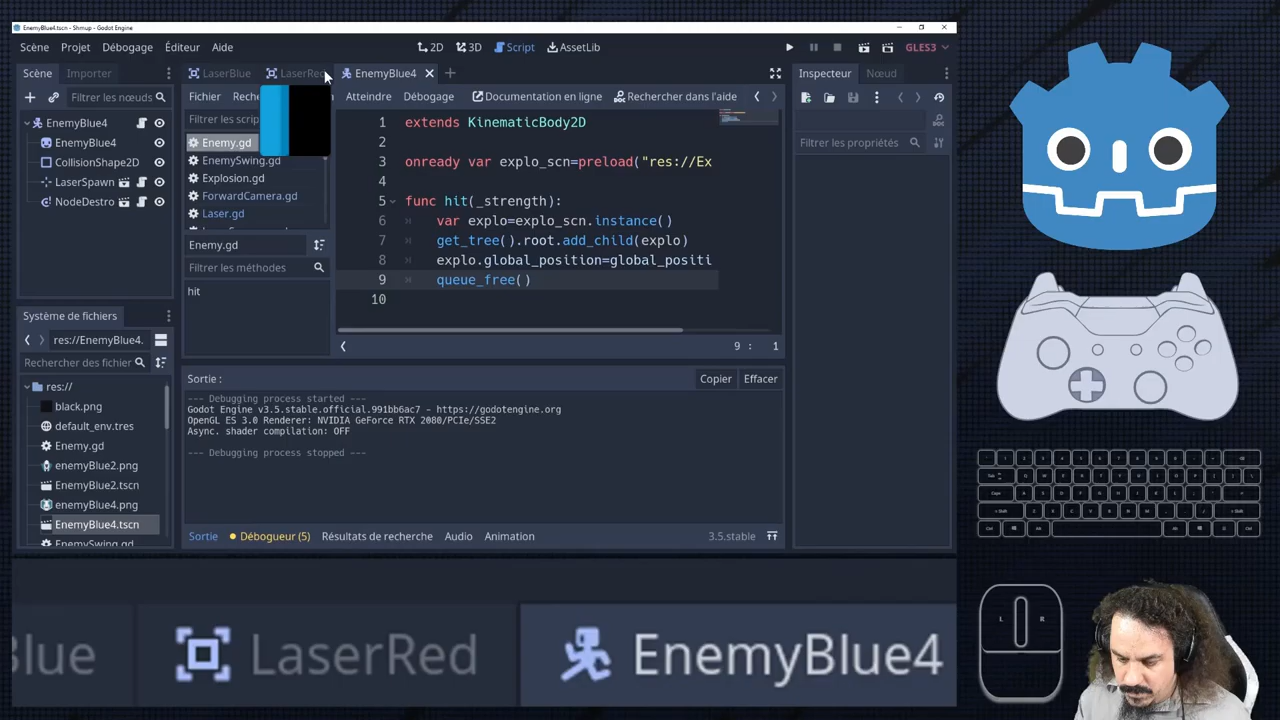 EnemyBlue4.tscn - Shmup - Godot Engine
Scène Projet Débogage Éditeur Aide
2D 3D Script AssetLib
GLES3
Scène Importer
LaserBlue LaserRed EnemyBlue4
Inspecteur Nœud
Filtrer les nœuds
Fichier Reche
Atteindre Débogage Documentation en ligne Rechercher dans l'aide
Filtrer les scrip
Filtrer les propriétés
EnemyBlue4
EnemyBlue4
CollisionShape2D
LaserSpawn
NodeDestro
Enemy.gd
EnemySwing.gd
Explosion.gd
ForwardCamera.gd
Laser.gd
Enemy.gd
Filtrer les méthodes
hit
1 extends KinematicBody2D
2
3 onready var explo_scn=preload("res://Ex
4
5 func hit(_strength):
6 var explo=explo_scn.instance()
7 get_tree().root.add_child(explo)
8 explo.global_position=global_positi
9 queue_free()
10
9 : 1
Système de fichiers
res://EnemyBlue4.
Rechercher des fichier
res://
black.png
default_env.tres
Enemy.gd
enemyBlue2.png
EnemyBlue2.tscn
enemyBlue4.png
EnemyBlue4.tscn
EnemySwing.gd
Sortie :
Copier Effacer
--- Debugging process started ---
Godot Engine v3.5.stable.official.991bb6ac7 - https://godotengine.org
OpenGL ES 3.0 Renderer: NVIDIA GeForce RTX 2080/PCIe/SSE2
Async. shader compilation: OFF
--- Debugging process stopped ---
Sortie Débogueur (5) Résultats de recherche Audio Animation
3.5.stable
Blue LaserRed EnemyBlue4
L R